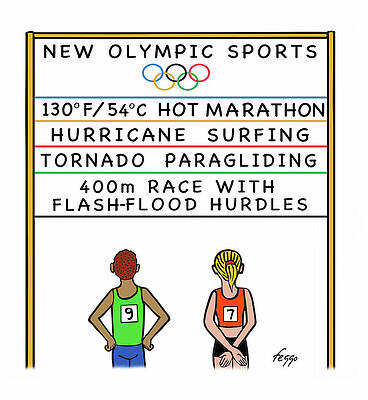 NEW OLYMPIC SPORTS
130°F/54°C HOT MARATHON
HURRICANE SURFING
TORNADO PARAGLIDING
400m RACE WITH
FLASH-FLOOD HURDLES
9 7
feggo